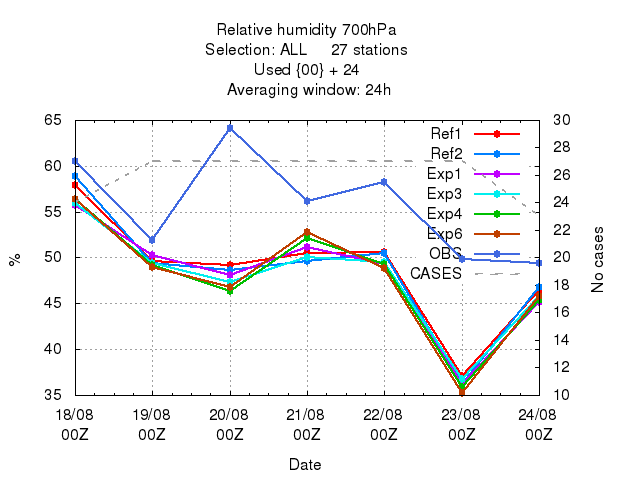 Relative humidity 700hPa
Selection: ALL 27 stations
Used {00} + 24
Averaging window: 24h
65 30
28
60 26
24
55 22
50 20
18
45 16
14
40 12
35 10
%
No cases
Ref1
Ref2
Exp1
Exp3
Exp4
Exp6
OBS
CASES
18/08 19/08 20/08 21/08 22/08 23/08 24/08
00Z 00Z 00Z 00Z 00Z 00Z 00Z
Date